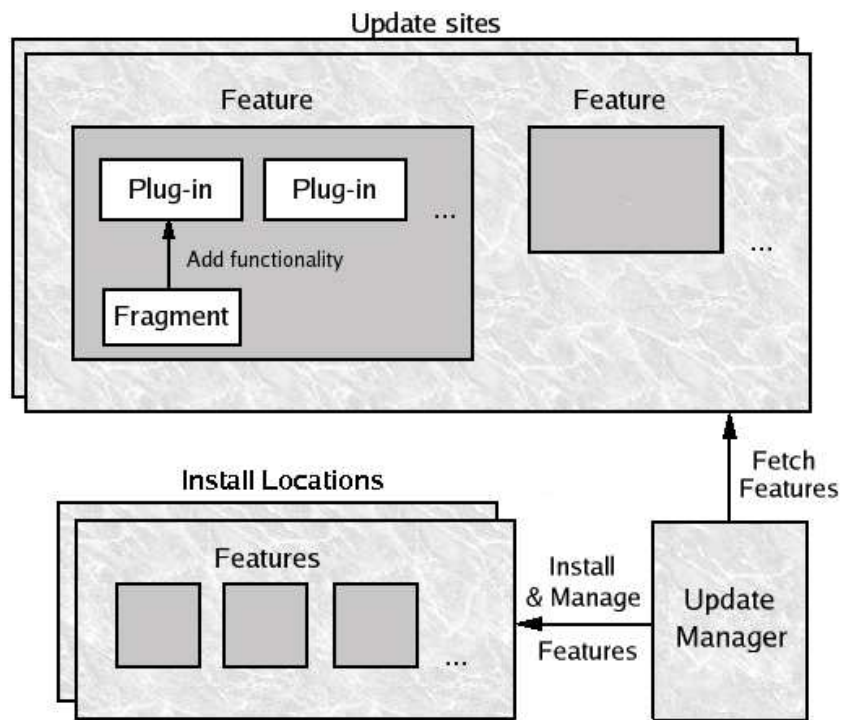 Update sites
Feature
Feature
Plug-in
Plug-in
...
...
Add functionality
Fragment
Fetch
Features
Install Locations
Features
Install
& Manage
Features
...
Update
Manager